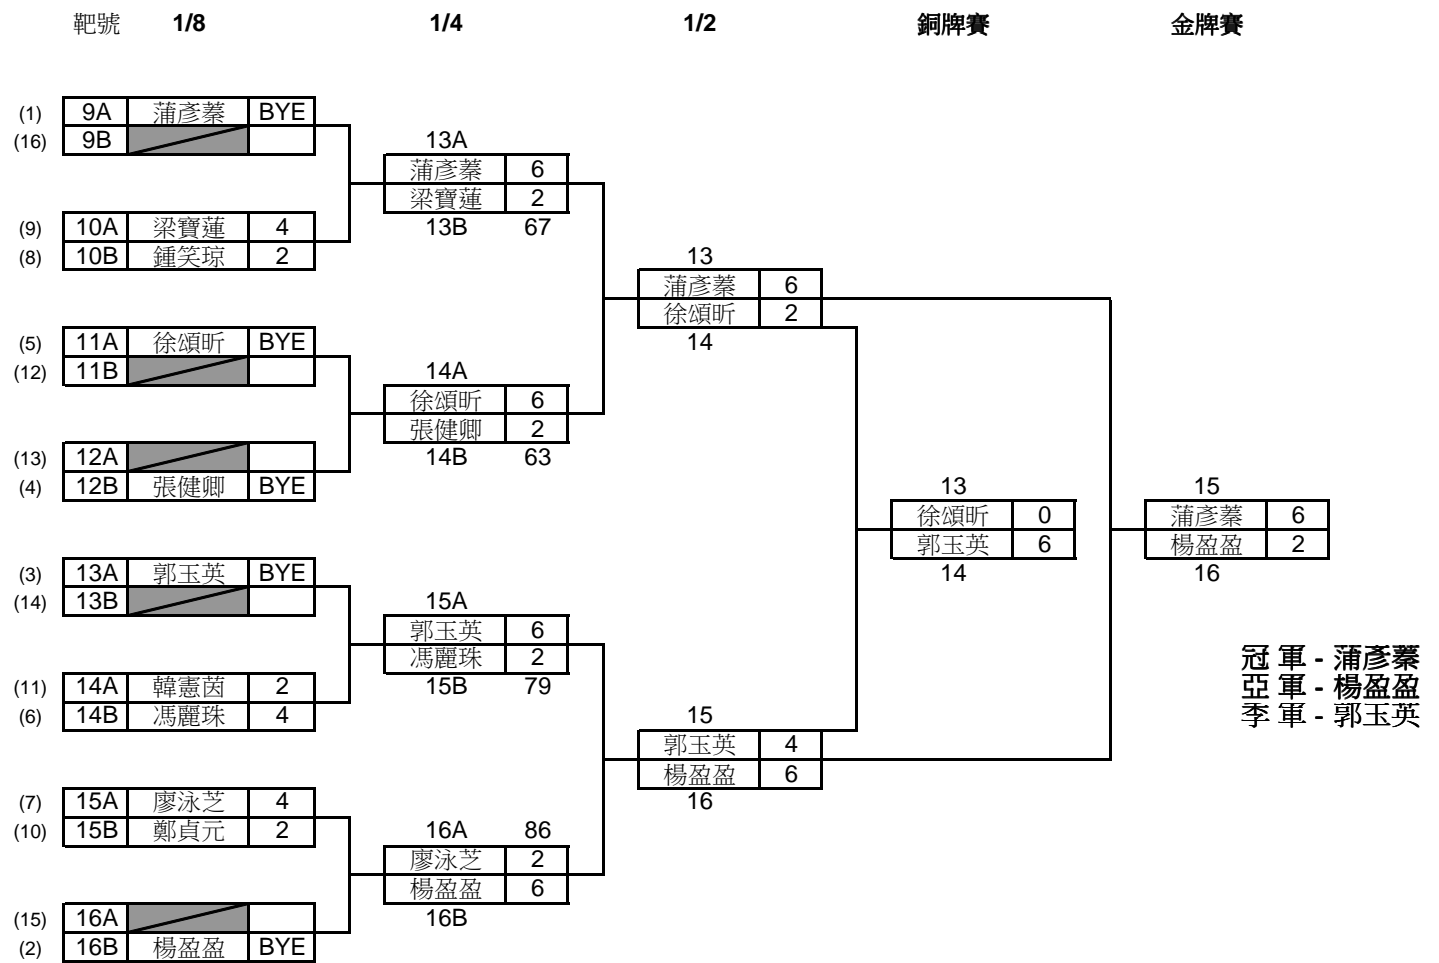 靶號 1/8 1/4 1/2 銅牌賽 金牌賽
(1) 9A 蒲彥蓁 BYE
(16) 9B 13A
蒲彥蓁 6
梁寶蓮 2
(9) 10A 梁寶蓮 4 13B 67
(8) 10B 鍾笑琼 2 13
蒲彥蓁 6
徐頌昕 2
(5) 11A 徐頌昕 BYE 14
(12) 11B 14A
徐頌昕 6
張健卿 2
(13) 12A 14B 63
(4) 12B 張健卿 BYE 13 15
徐頌昕 0 蒲彥蓁 6
郭玉英 6 楊盈盈 2
(3) 13A 郭玉英 BYE 14 16
(14) 13B 15A
郭玉英 6
馮麗珠 2 冠 軍 - 蒲彥蓁
(11) 14A 韓憲茵 2 15B 79 亞 軍 - 楊盈盈
(6) 14B 馮麗珠 4 15 季 軍 - 郭玉英
郭玉英 4
楊盈盈 6
(7) 15A 廖泳芝 4 16
(10) 15B 鄭貞元 2 16A 86
廖泳芝 2
楊盈盈 6
(15) 16A 16B
(2) 16B 楊盈盈 BYE